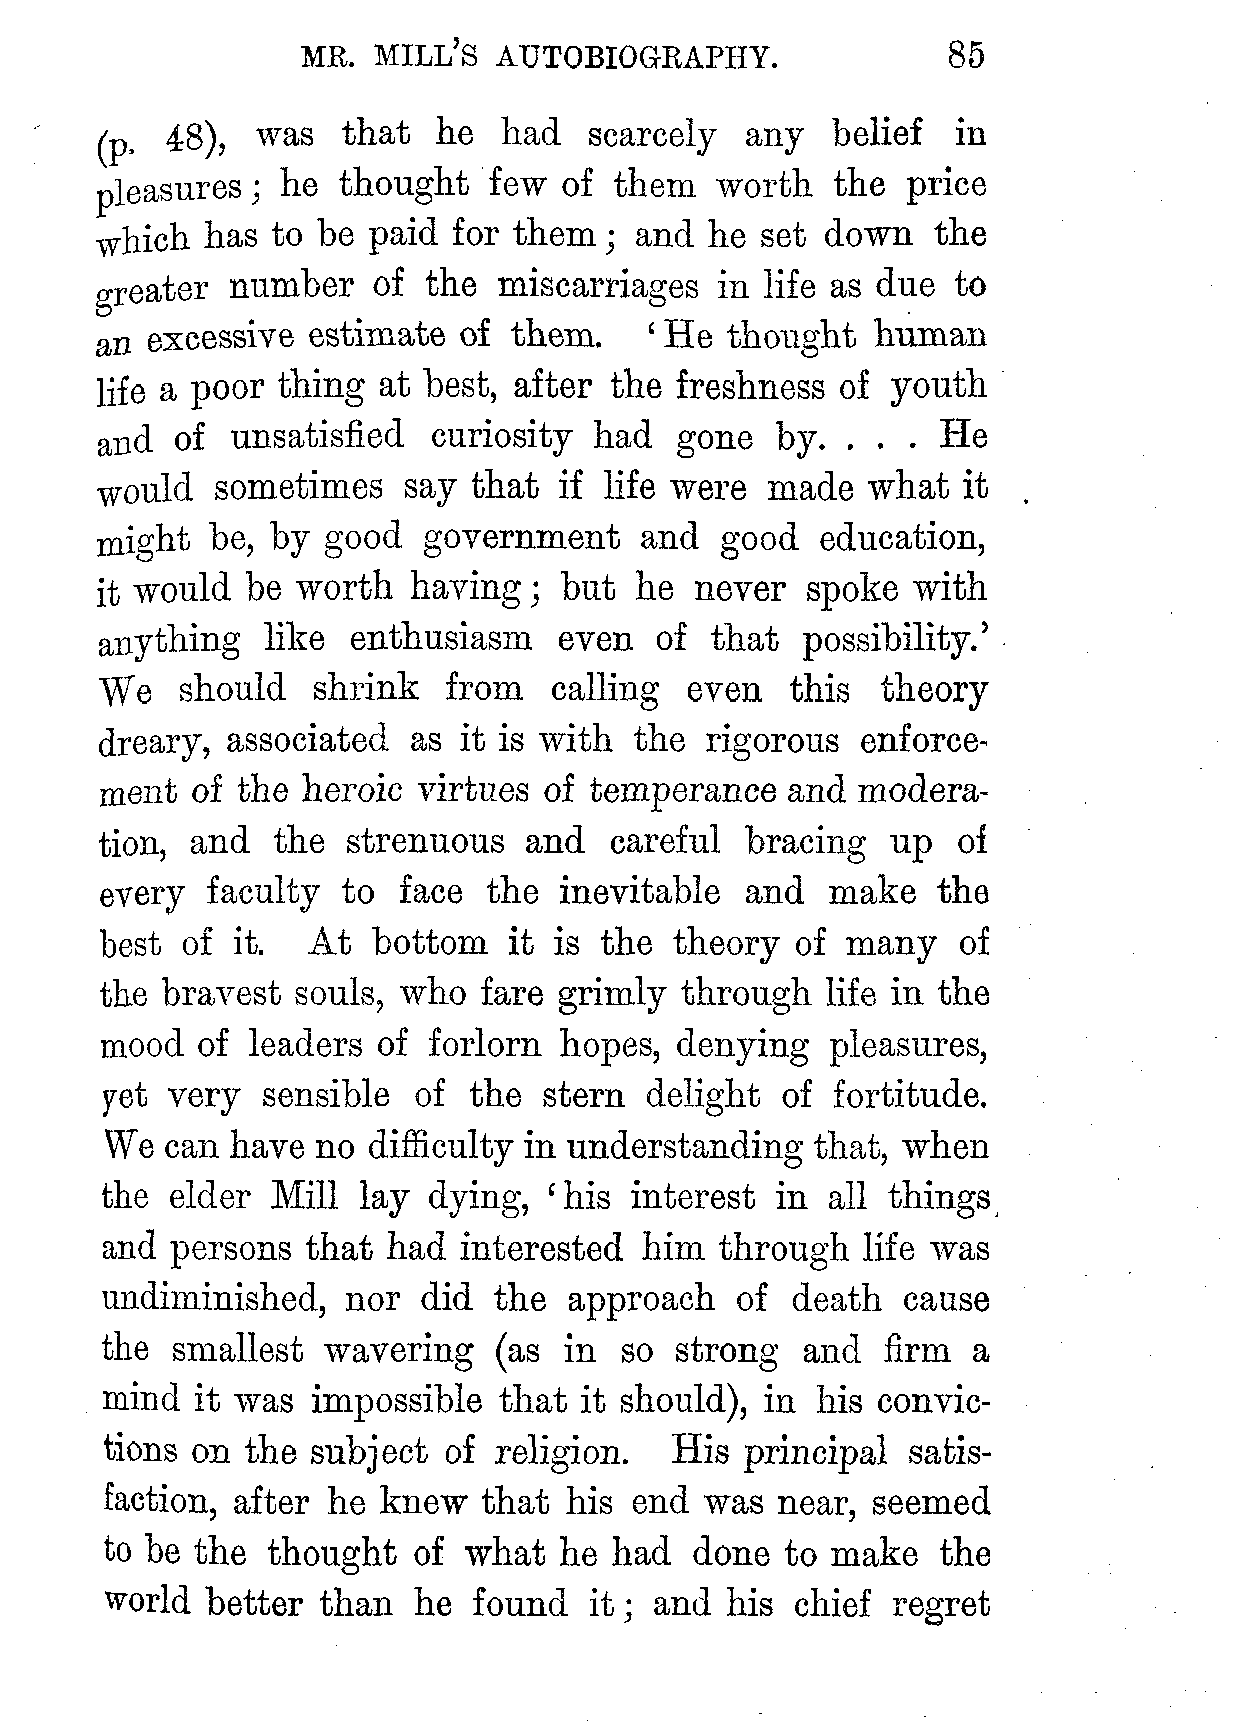 MR. MILL'S AUTOBIOGRAPHY. 85
(p. 48), was that he had scarcely any belief in
pleasures; he thought few of them worth the price
which has to be paid for them; and he set down the
greater number of the miscarriages in life as due to
an excessive estimate of them. ‘He thought human
life a poor thing at best, after the freshness of youth
and of unsatisfied curiosity had gone by. . . . He
would sometimes say that if life were made what it
might be, by good government and good education,
it would be worth having; but he never spoke with
anything like enthusiasm even of that possibility.’
We should shrink from calling even this theory
dreary, associated as it is with the rigorous enforce-
ment of the heroic virtues of temperance and modera-
tion, and the strenuous and careful bracing up of
every faculty to face the inevitable and make the
best of it. At bottom it is the theory of many of
the bravest souls, who fare grimly through life in the
mood of leaders of forlorn hopes, denying pleasures,
yet very sensible of the stern delight of fortitude.
We can have no difficulty in understanding that, when
the elder Mill lay dying, ‘his interest in all things
and persons that had interested him through life was
undiminished, nor did the approach of death cause
the smallest wavering (as in so strong and firm a
mind it was impossible that it should), in his convic-
tions on the subject of religion. His principal satis-
faction, after he knew that his end was near, seemed
to be the thought of what he had done to make the
world better than he found it; and his chief regret